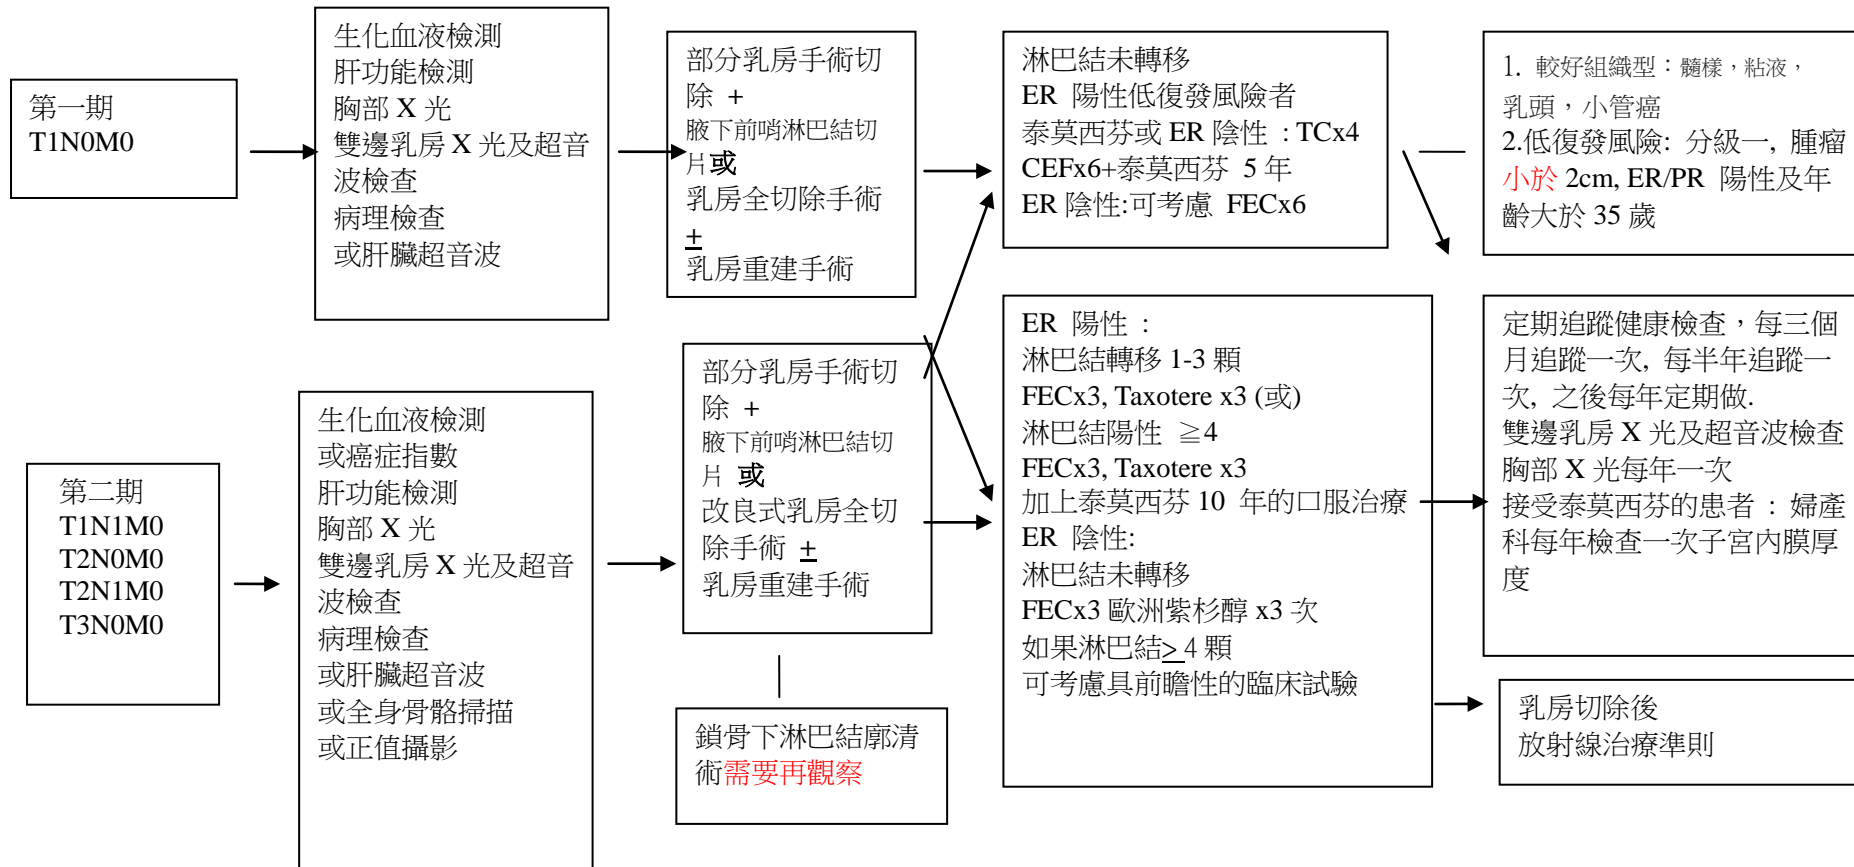 第一期
T1N0M0
生化血液檢測
肝功能檢測
胸部 X 光
雙邊乳房 X 光及超音
波檢查
病理檢查
或肝臟超音波
部分乳房手術切
除 +
腋下前哨淋巴結切
片或
乳房全切除手術
±
乳房重建手術
淋巴結未轉移
ER 陽性低復發風險者
泰莫西芬或 ER 陰性 : TCx4
CEFx6+泰莫西芬 5 年
ER 陰性:可考慮 FECx6
1. 較好組織型：髓樣，粘液，
乳頭，小管癌
2.低復發風險: 分級一, 腫瘤
小於 2cm, ER/PR 陽性及年
齡大於 35 歲
第二期
T1N1M0
T2N0M0
T2N1M0
T3N0M0
生化血液檢測
或癌症指數
肝功能檢測
胸部 X 光
雙邊乳房 X 光及超音
波檢查
病理檢查
或肝臟超音波
或全身骨骼掃描
或正值攝影
部分乳房手術切
除 +
腋下前哨淋巴結切
片 或
改良式乳房全切
除手術 ±
乳房重建手術
鎖骨下淋巴結廓清
術需要再觀察
ER 陽性 :
淋巴結轉移 1-3 顆
FECx3, Taxotere x3 (或)
淋巴結陽性 ≧4
FECx3, Taxotere x3
加上泰莫西芬 10 年的口服治療
ER 陰性:
淋巴結未轉移
FECx3 歐洲紫杉醇 x3 次
如果淋巴結≥ 4 顆
可考慮具前瞻性的臨床試驗
定期追蹤健康檢查，每三個
月追蹤一次, 每半年追蹤一
次, 之後每年定期做.
雙邊乳房 X 光及超音波檢查
胸部 X 光每年一次
接受泰莫西芬的患者 : 婦產
科每年檢查一次子宮內膜厚
度
乳房切除後
放射線治療準則